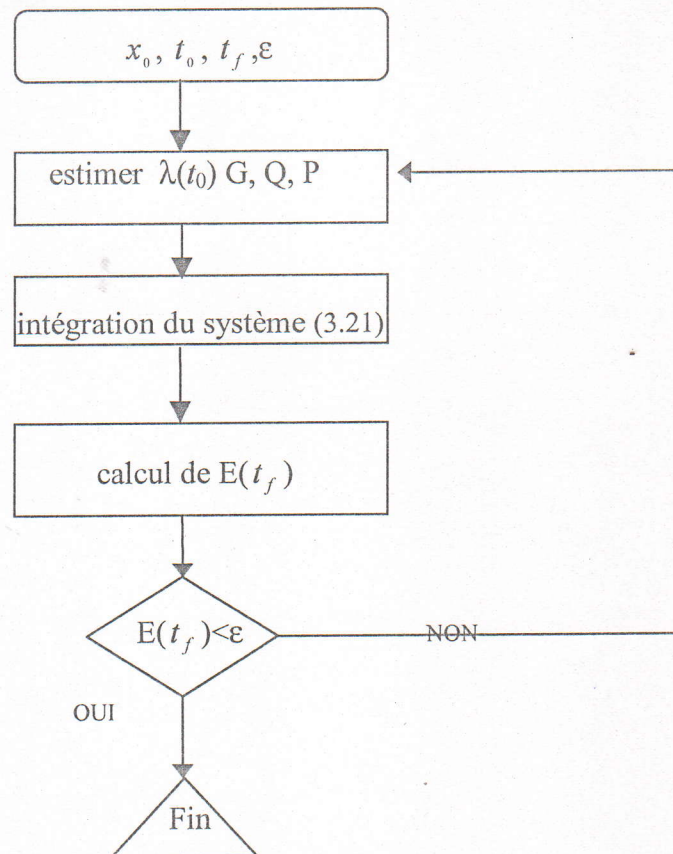 x₀, t₀, t_f,ε
estimer λ(t₀) G, Q, P
intégration du système (3.21)
calcul de E(t_f)
E(t_f)<ε
NON
OUI
Fin